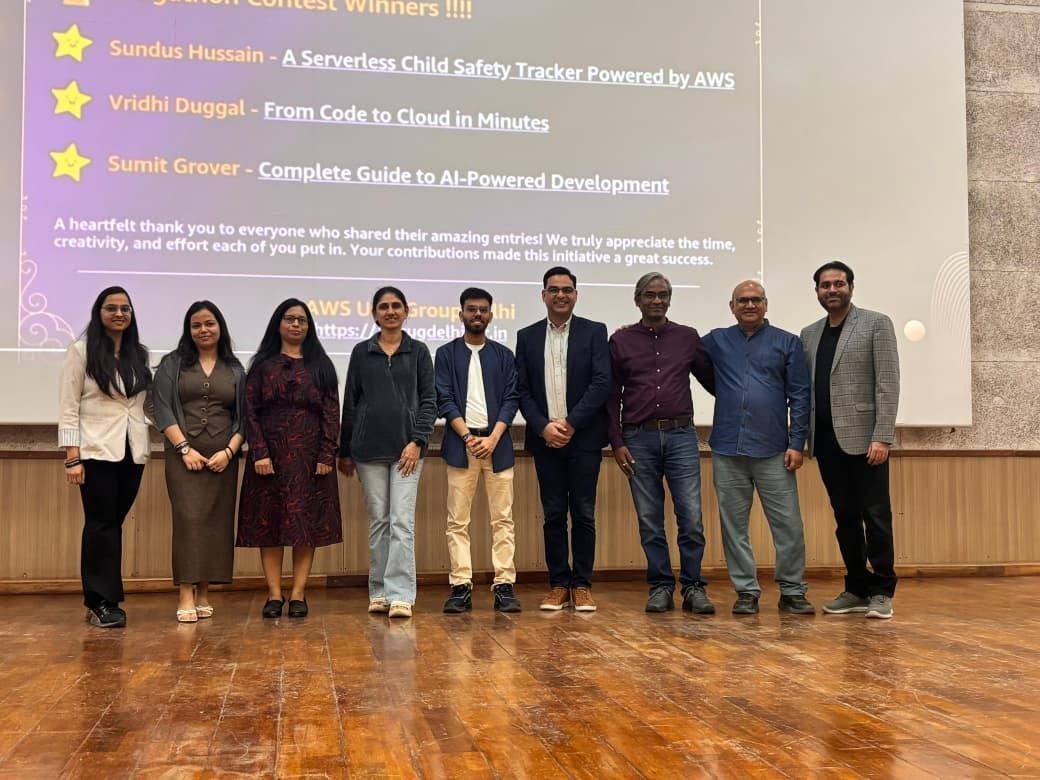 Contest Winners !!!!
Sundus Hussain - A Serverless Child Safety Tracker Powered by AWS
Vridhi Duggal - From Code to Cloud in Minutes
Sumit Grover - Complete Guide to AI-Powered Development
A heartfelt thank you to everyone who shared their amazing entries! We truly appreciate the time,
creativity, and effort each of you put in. Your contributions made this initiative a great success.
AWS
https://